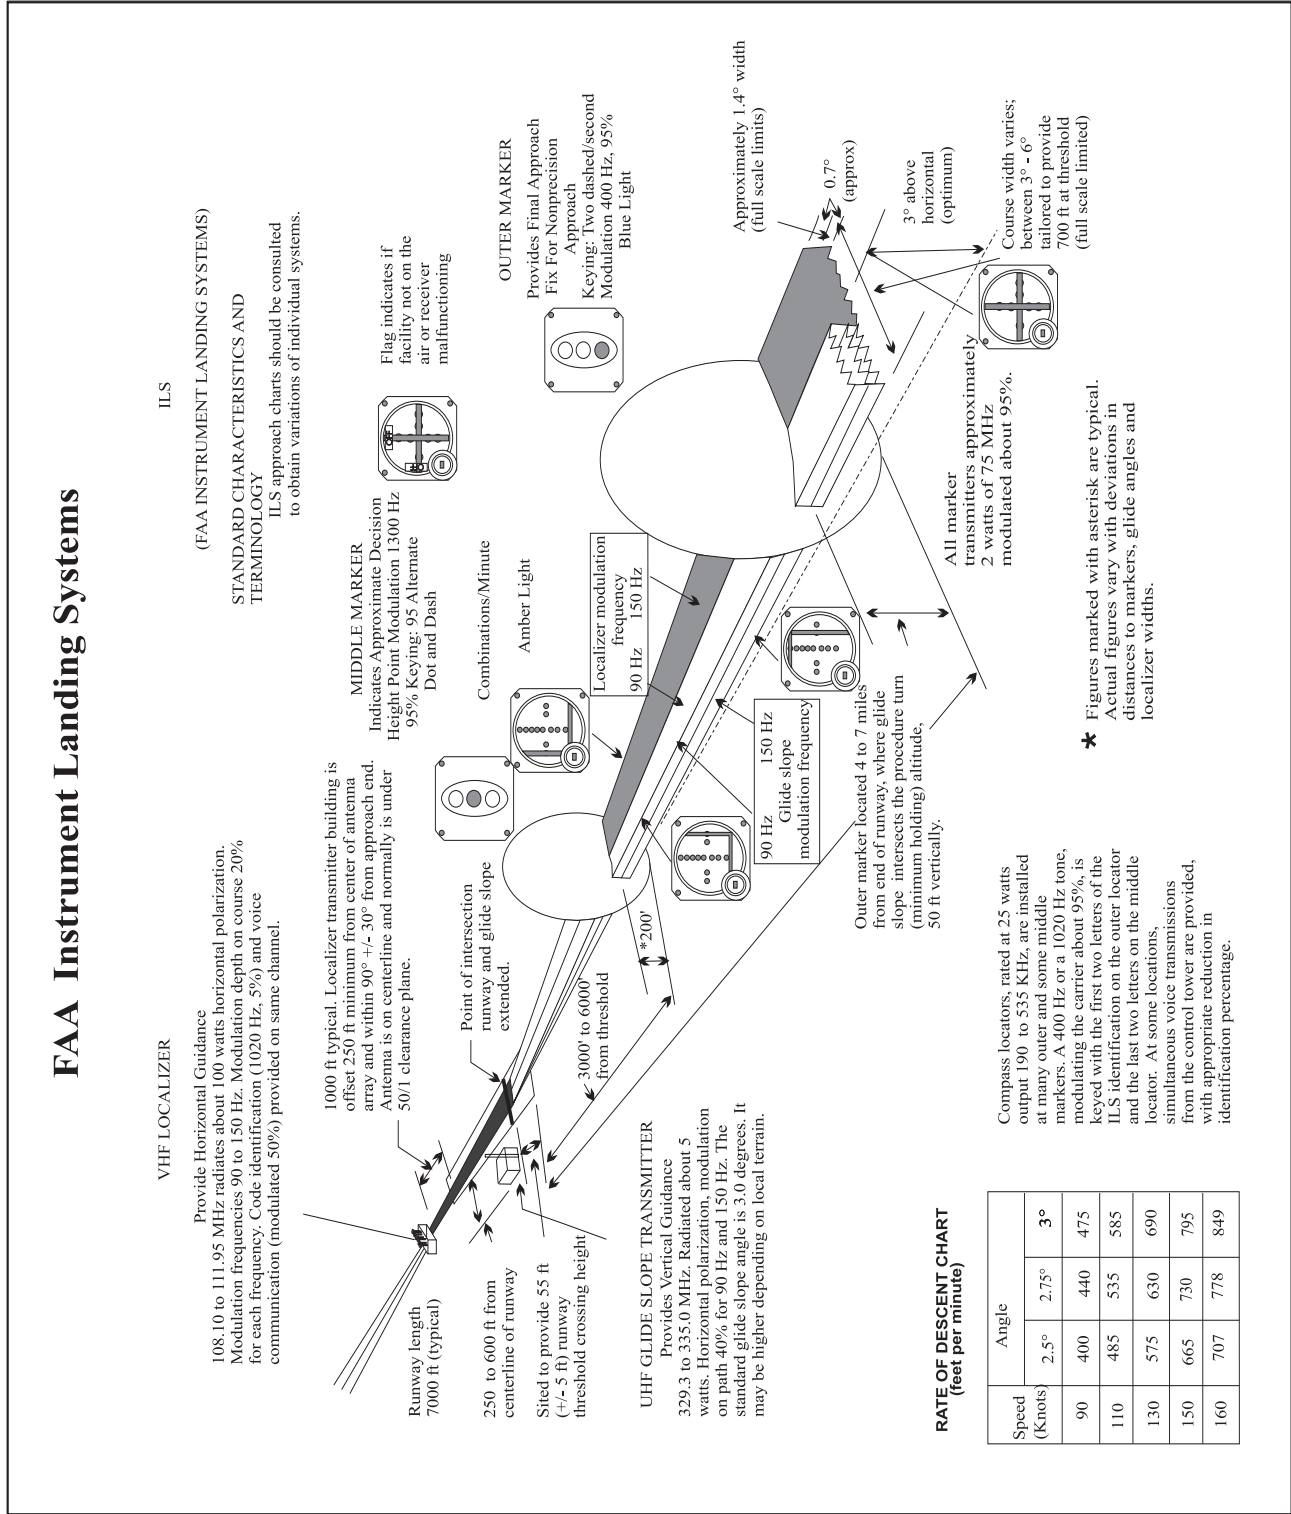 FAA Instrument Landing Systems
VHF LOCALIZER
Provide Horizontal Guidance
108.10 to 111.95 MHz radiates about 100 watts horizontal polarization.
Modulation frequencies 90 to 150 Hz. Modulation depth on course 20%
for each frequency. Code identification (1020 Hz, 5%) and voice
communication (modulated 50%) provided on same channel.
ILS
(FAA INSTRUMENT LANDING SYSTEMS)
STANDARD CHARACTERISTICS AND
TERMINOLOGY
ILS approach charts should be consulted
to obtain variations of individual systems.
1000 ft typical. Localizer transmitter building is
offset 250 ft minimum from center of antenna
array and within 90° +/- 30° from approach end.
Antenna is on centerline and normally is under
50/1 clearance plane.
MIDDLE MARKER
Indicates Approximate Decision
Height Point Modulation 1300 Hz
95% Keying: 95 Alternate
Dot and Dash
Combinations/Minute
Amber Light
OFF
OFF
Flag indicates if
facility not on the
air or receiver
malfunctioning
OUTER MARKER
Provides Final Approach
Fix For Nonprecision
Approach
Keying: Two dashed/second
Modulation 400 Hz, 95%
Blue Light
Runway length
7000 ft (typical)
Point of intersection
runway and glide slope
extended.
Localizer modulation
frequency
90 Hz 150 Hz
Approximately 1.4° width
(full scale limits)
0.7°
(approx)
3° above
horizontal
(optimum)
Course width varies;
between 3° - 6°
tailored to provide
700 ft at threshold
(full scale limited)
250 to 600 ft from
centerline of runway
Sited to provide 55 ft
(+/- 5 ft) runway
threshold crossing height
3000' to 6000'
from threshold
*200'
90 Hz 150 Hz
Glide slope
modulation frequency
UHF GLIDE SLOPE TRANSMITTER
Provides Vertical Guidance
329.3 to 335.0 MHz. Radiated about 5
watts. Horizontal polarization, modulation
on path 40% for 90 Hz and 150 Hz. The
standard glide slope angle is 3.0 degrees. It
may be higher depending on local terrain.
Outer marker located 4 to 7 miles
from end of runway, where glide
slope intersects the procedure turn
(minimum holding) altitude,
50 ft vertically.
All marker
transmitters approximately
2 watts of 75 MHz
modulated about 95%.
RATE OF DESCENT CHART
(feet per minute)
Speed
(Knots)
Angle
2.5° 2.75° 3°
90 400 440 475
110 485 535 585
130 575 630 690
150 665 730 795
160 707 778 849
Compass locators, rated at 25 watts
output 190 to 535 KHz, are installed
at many outer and some middle
markers. A 400 Hz or a 1020 Hz tone,
modulating the carrier about 95%, is
keyed with the first two letters of the
ILS identification on the outer locator
and the last two letters on the middle
locator. At some locations,
simultaneous voice transmissions
from the control tower are provided,
with appropriate reduction in
identification percentage.
* Figures marked with asterisk are typical.
Actual figures vary with deviations in
distances to markers, glide angles and
localizer widths.